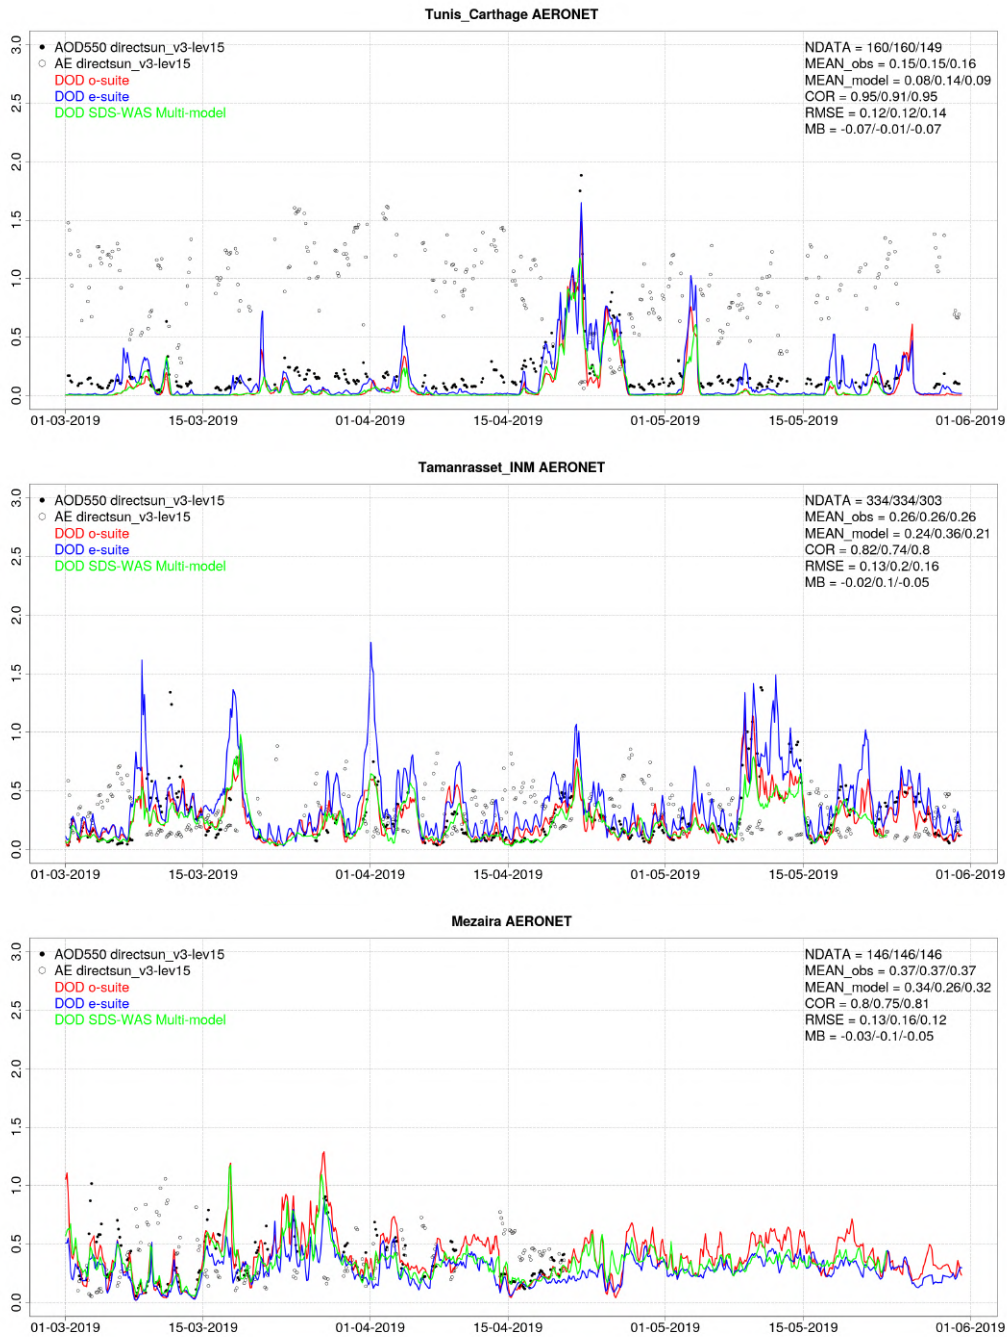 Tunis_Carthage AERONET
AOD550 directsun_v3-lev15
AE directsun_v3-lev15
DOD o-suite
DOD e-suite
DOD SDS-WAS Multi-model
NDATA = 160/160/149
MEAN_obs = 0.15/0.15/0.16
MEAN_model = 0.08/0.14/0.09
COR = 0.95/0.91/0.95
RMSE = 0.12/0.12/0.14
MB = -0.07/-0.01/-0.07
3.0
2.5
2.0
1.5
1.0
0.5
0.0
01-03-2019 15-03-2019 01-04-2019 15-04-2019 01-05-2019 15-05-2019 01-06-2019
Tamanrasset_INM AERONET
AOD550 directsun_v3-lev15
AE directsun_v3-lev15
DOD o-suite
DOD e-suite
DOD SDS-WAS Multi-model
NDATA = 334/334/303
MEAN_obs = 0.26/0.26/0.26
MEAN_model = 0.24/0.36/0.21
COR = 0.82/0.74/0.8
RMSE = 0.13/0.2/0.16
MB = -0.02/0.1/-0.05
3.0
2.5
2.0
1.5
1.0
0.5
0.0
01-03-2019 15-03-2019 01-04-2019 15-04-2019 01-05-2019 15-05-2019 01-06-2019
Mezaira AERONET
AOD550 directsun_v3-lev15
AE directsun_v3-lev15
DOD o-suite
DOD e-suite
DOD SDS-WAS Multi-model
NDATA = 146/146/146
MEAN_obs = 0.37/0.37/0.37
MEAN_model = 0.34/0.26/0.32
COR = 0.8/0.75/0.81
RMSE = 0.13/0.16/0.12
MB = -0.03/-0.1/-0.05
3.0
2.5
2.0
1.5
1.0
0.5
0.0
01-03-2019 15-03-2019 01-04-2019 15-04-2019 01-05-2019 15-05-2019 01-06-2019